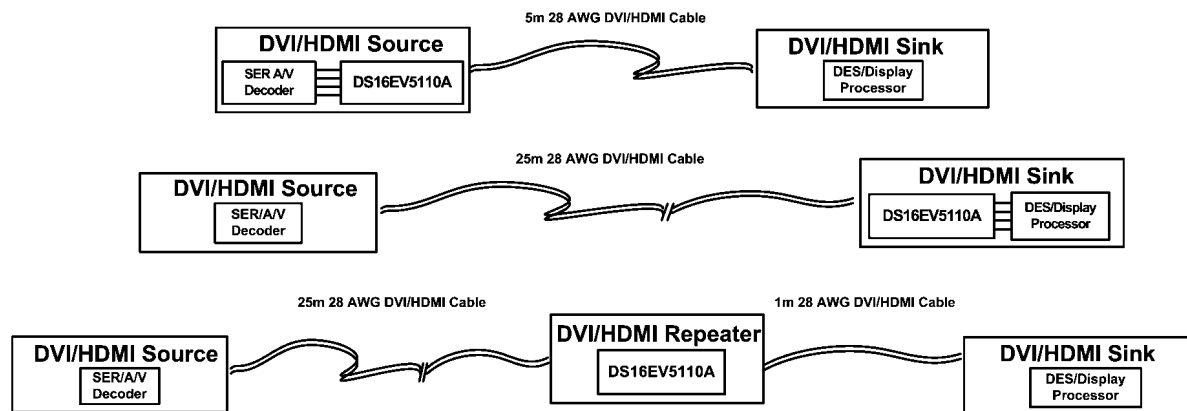 5m 28 AWG DVI/HDMI Cable
DVI/HDMI Source
SER A/V
Decoder
DS16EV5110A
DVI/HDMI Sink
DES/Display
Processor
25m 28 AWG DVI/HDMI Cable
DVI/HDMI Source
SER/A/V
Decoder
DVI/HDMI Sink
DS16EV5110A
DES/Display
Processor
25m 28 AWG DVI/HDMI Cable
1m 28 AWG DVI/HDMI Cable
DVI/HDMI Source
SER/A/V
Decoder
DVI/HDMI Repeater
DS16EV5110A
DVI/HDMI Sink
DES/Display
Processor